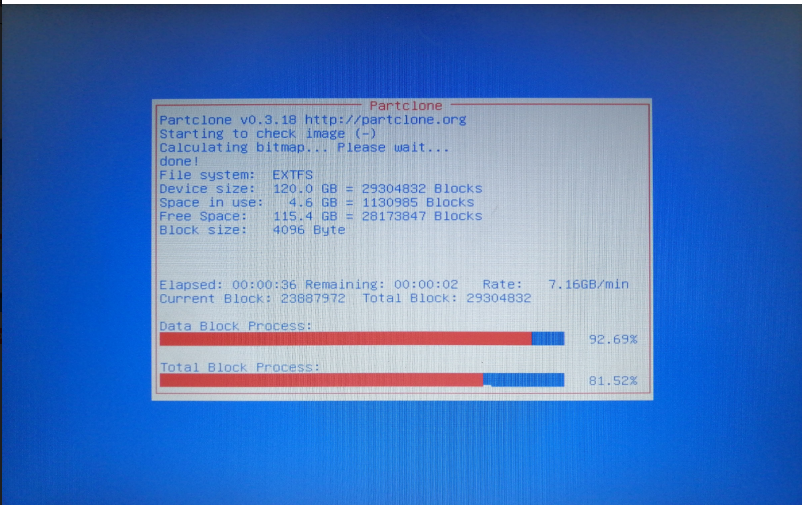 Partclone
Partclone v0.3.18 http://partclone.org
Starting to check image (-)
Calculating bitmap... Please wait...
done!
File system:  EXTFS
Device size:  120.0 GB = 29304832 Blocks
Space in use:   4.6 GB = 1130985 Blocks
Free Space:   115.4 GB = 28173847 Blocks
Block size:   4096 Byte
Elapsed: 00:00:36 Remaining: 00:00:02   Rate:   7.16GB/min
Current Block: 23887972  Total Block: 29304832
Data Block Process:
92.69%
Total Block Process:
81.52%